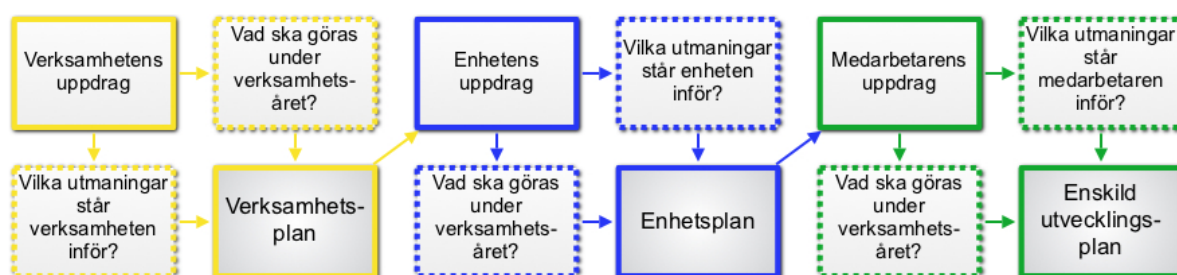 Verksamhetens
uppdrag
Vad ska göras
under
verksamhets-
året?
Enhetens
uppdrag
Vilka utmaningar
står enheten
inför?
Medarbetarens
uppdrag
Vilka utmaningar
står
medarbetaren
inför?
Vilka utmaningar
står
verksamheten
inför?
Verksamhets-
plan
Vad ska göras
under
verksamhets-
året?
Enhetsplan
Vad ska göras
under
verksamhets-
året?
Enskild
utvecklings-
plan